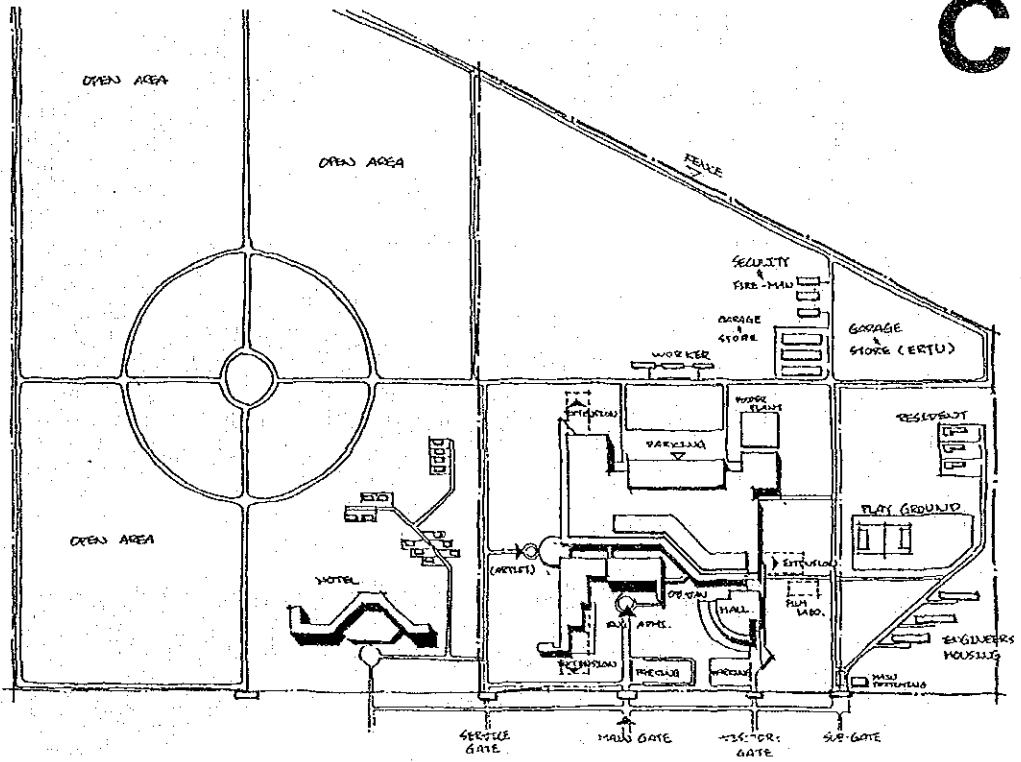 C
OPEN AREA
OPEN AREA
FENCE
SECURITY
&
FIRE-MAN
GARAGE
&
STORE
GARAGE
&
STORE (ERTU)
WORKER
EXTENSION
POWER
PLANT
PARKING
RESIDENT
PLAY GROUND
OPEN AREA
(ARTIST)
EXTENSION
HOTEL
HALL
FILM
LABO.
ENGINEERS
HOUSING
EXTENSION
PARKING
PARKING
SERVICE
GATE
MAIN GATE
GATE
SUB-GATE